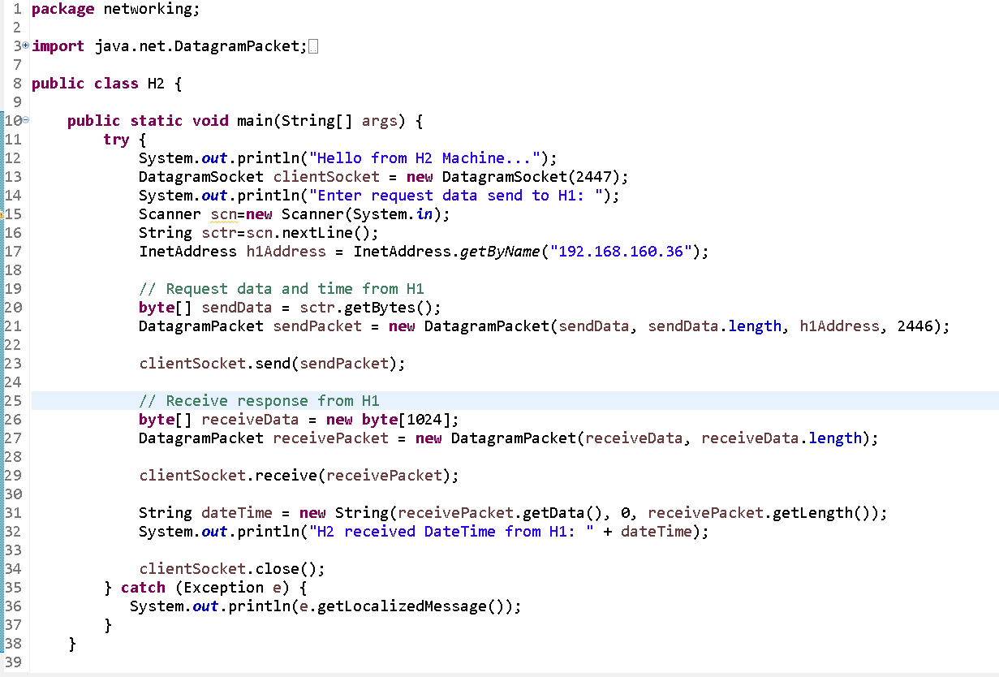 1 package networking;
2
3 import java.net.DatagramPacket;
7
8 public class H2 {
9
10     public static void main(String[] args) {
11         try {
12             System.out.println("Hello from H2 Machine...");
13             DatagramSocket clientSocket = new DatagramSocket(2447);
14             System.out.println("Enter request data send to H1: ");
15             Scanner scn=new Scanner(System.in);
16             String sctr=scn.nextLine();
17             InetAddress h1Address = InetAddress.getByName("192.168.160.36");
18
19             // Request data and time from H1
20             byte[] sendData = sctr.getBytes();
21             DatagramPacket sendPacket = new DatagramPacket(sendData, sendData.length, h1Address, 2446);
22
23             clientSocket.send(sendPacket);
24
25             // Receive response from H1
26             byte[] receiveData = new byte[1024];
27             DatagramPacket receivePacket = new DatagramPacket(receiveData, receiveData.length);
28
29             clientSocket.receive(receivePacket);
30
31             String dateTime = new String(receivePacket.getData(), 0, receivePacket.getLength());
32             System.out.println("H2 received DateTime from H1: " + dateTime);
33
34             clientSocket.close();
35         } catch (Exception e) {
36            System.out.println(e.getLocalizedMessage());
37         }
38     }
39